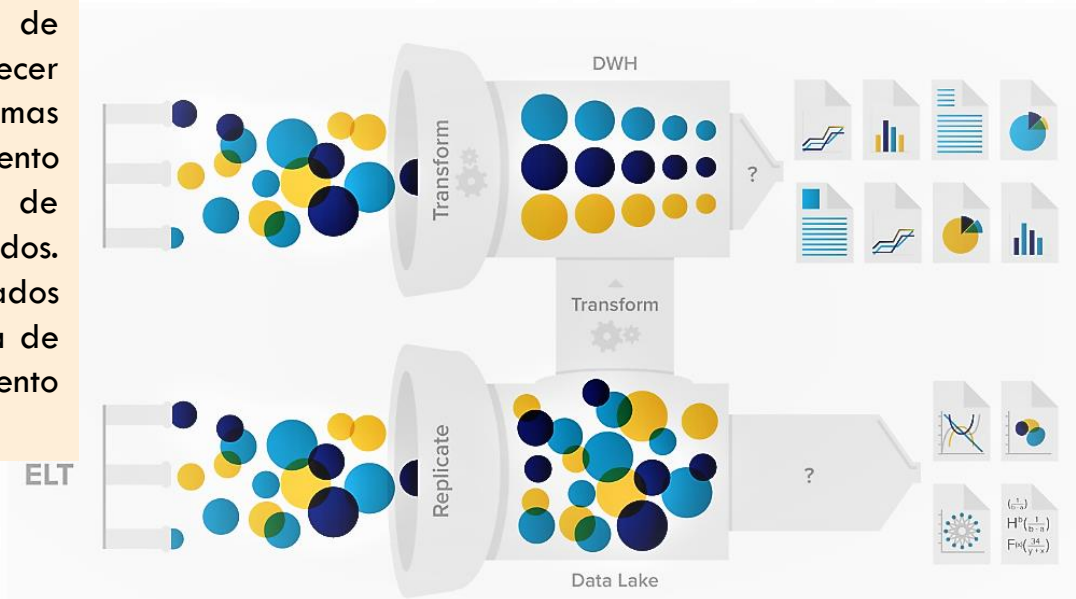 de
ecer
mas
ento
de
dos.
ados
a de
ento
ELT
Transform
DWH
?
Transform
Replicate
Data Lake
?